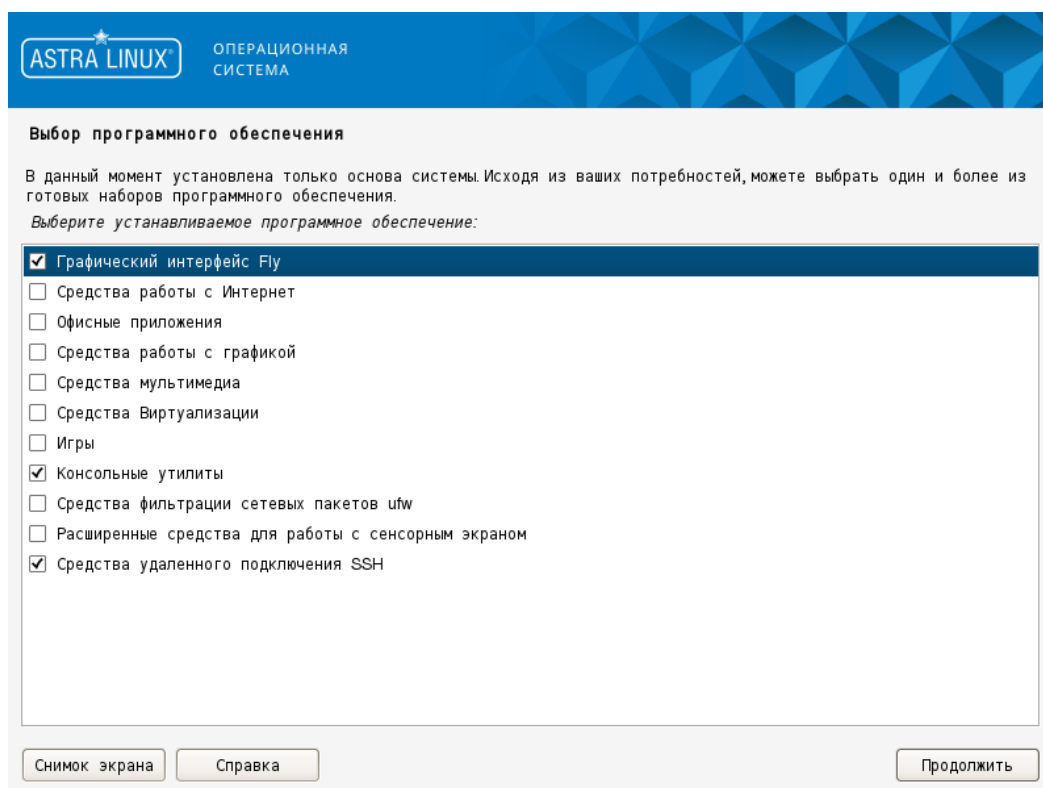 ASTRA LINUX®
ОПЕРАЦИОННАЯ
СИСТЕМА
Выбор программного обеспечения
В данный момент установлена только основа системы. Исходя из ваших потребностей, можете выбрать один и более из
готовых наборов программного обеспечения.
Выберите устанавливаемое программное обеспечение:
Графический интерфейс Fly
Средства работы с Интернет
Офисные приложения
Средства работы с графикой
Средства мультимедиа
Средства Виртуализации
Игры
Консольные утилиты
Средства фильтрации сетевых пакетов ufw
Расширенные средства для работы с сенсорным экраном
Средства удаленного подключения SSH
Снимок экрана
Справка
Продолжить